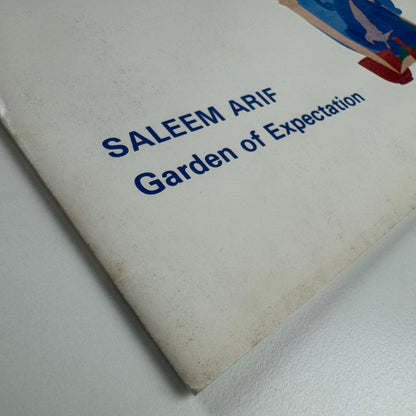 SALEEM ARIF
Garden of Expectation